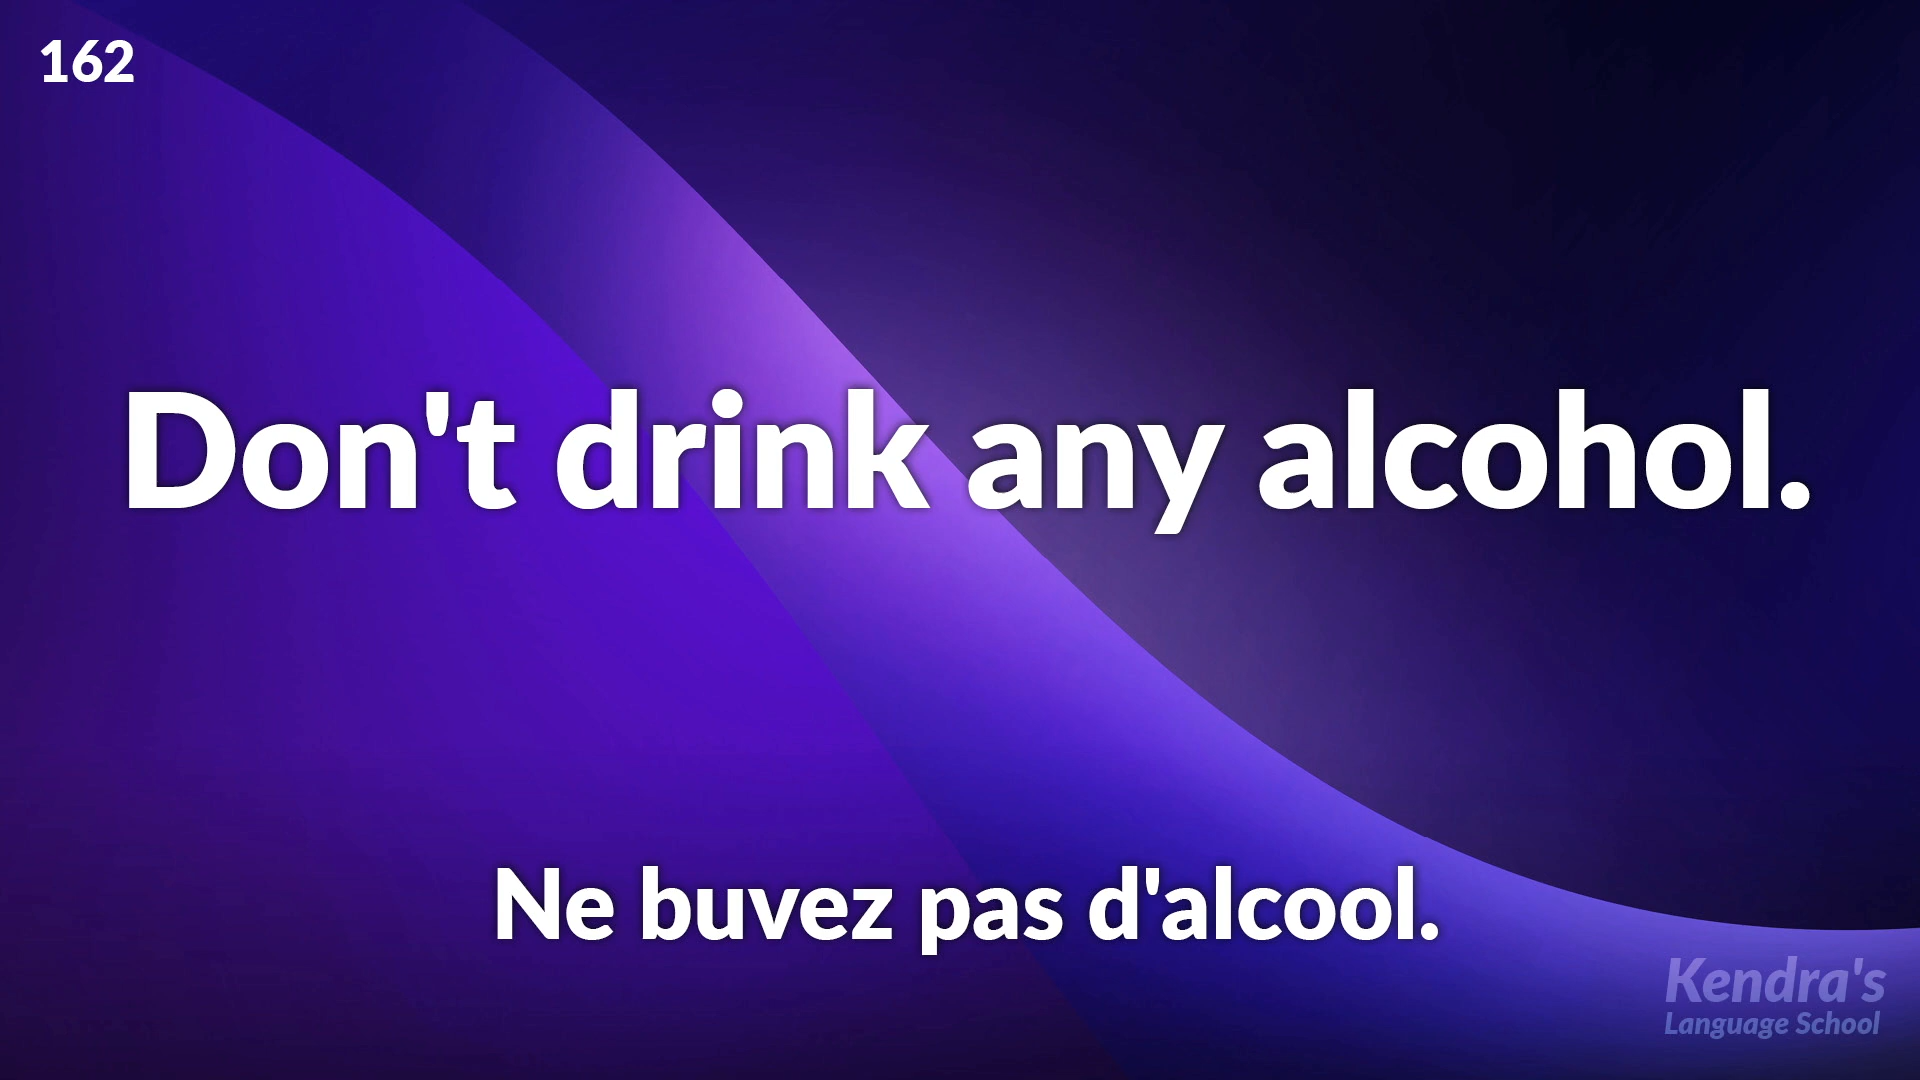 162
Don't drink any alcohol.
Ne buvez pas d'alcool.
Kendra's
Language School